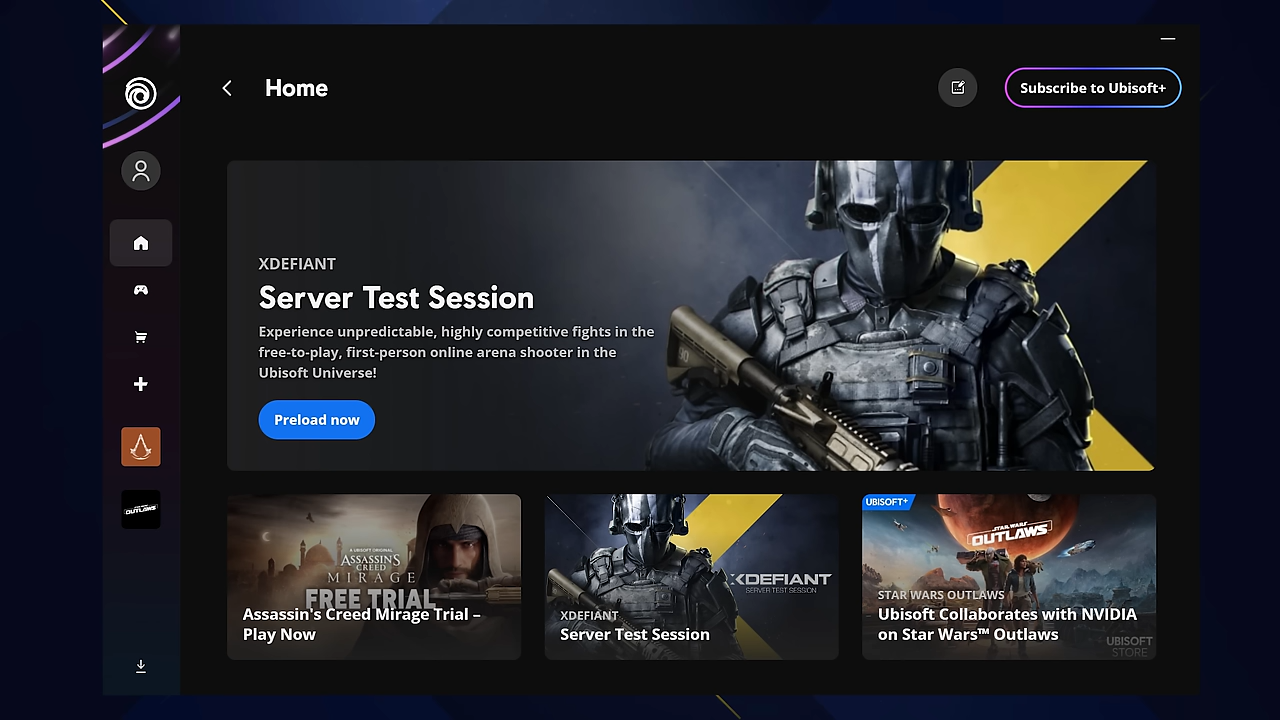 Home
Subscribe to Ubisoft+
XDEFIANT
Server Test Session
Experience unpredictable, highly competitive fights in the
free-to-play, first-person online arena shooter in the
Ubisoft Universe!
Preload now
OUTLAWS
A UBISOFT ORIGINAL
ASSASSIN'S
CREED
MIRAGE
FREE TRIAL
Assassin's Creed Mirage Trial –
Play Now
XDEFIANT
SERVER TEST SESSION
XDEFIANT
Server Test Session
UBISOFT+
STAR WARS
OUTLAWS
STAR WARS OUTLAWS
Ubisoft Collaborates with NVIDIA
on Star Wars™ Outlaws
UBISOFT
STORE